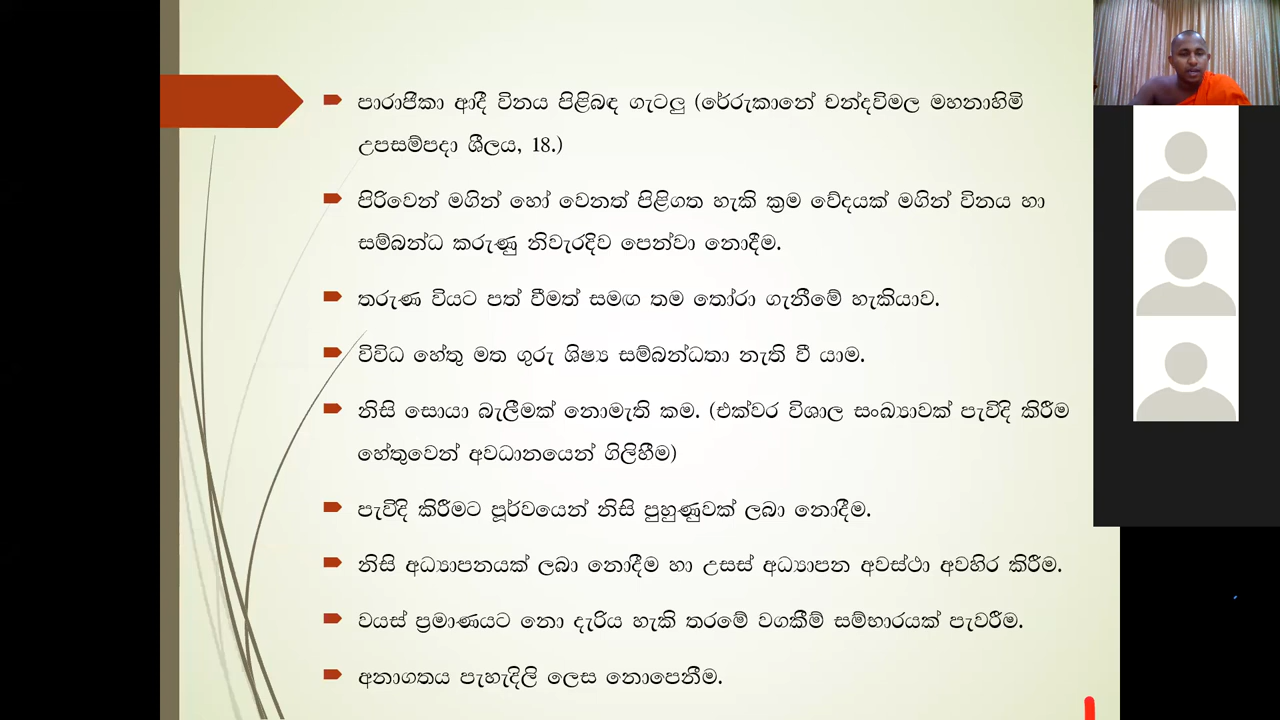 පාරාජිකා ආදී විනය පිළිබඳ ගැටලු (රේරුකානේ චන්දවිමල මහනාහිමි
උපසම්පදා ශීලය, 18.)
පිරිවෙන් මගින් හෝ වෙනත් පිළිගත හැකි ක්‍රම වේදයක් මගින් විනය හා
සම්බන්ධ කරුණු නිවැරදිව පෙන්වා නොදීම.
තරුණ වියට පත් වීමත් සමඟ තම තෝරා ගැනීමේ හැකියාව.
විවිධ හේතු මත ගුරු ශිෂ්‍ය සම්බන්ධතා නැති වී යාම.
නිසි සොයා බැලීමක් නොමැති කම. (එක්වර විශාල සංඛ්‍යාවක් පැවිදි කිරීම
හේතුවෙන් අවධානයෙන් ගිලිහීම)
පැවිදි කිරීමට පූර්වයෙන් නිසි පුහුණුවක් ලබා නොදීම.
නිසි අධ්‍යාපනයක් ලබා නොදීම හා උසස් අධ්‍යාපන අවස්ථා අවහිර කිරීම.
වයස් ප්‍රමාණයට නො දැරිය හැකි තරමේ වගකීම් සම්භාරයක් පැවරීම.
අනාගතය පැහැදිලි ලෙස නොපෙනීම.